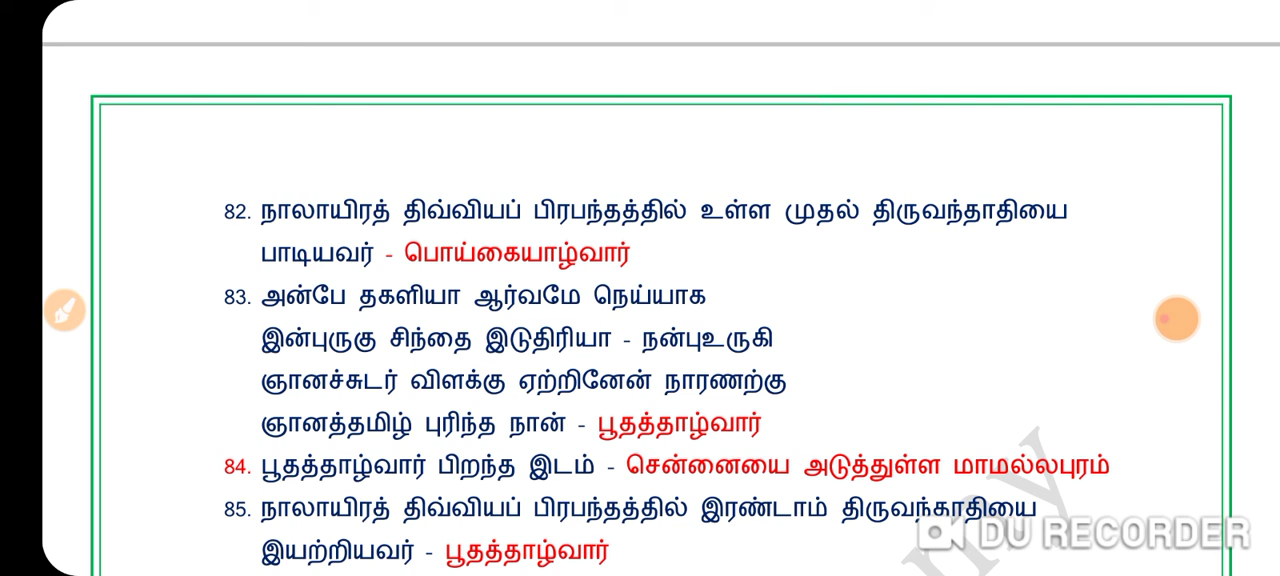 82. நாலாயிரத் திவ்வியப் பிரபந்தத்தில் உள்ள முதல் திருவந்தாதியை
பாடியவர் - பொய்கையாழ்வார்
83. அன்பே தகளியா ஆர்வமே நெய்யாக
இன்புருகு சிந்தை இடுதிரியா - நன்புஉருகி
ஞானச்சுடர் விளக்கு ஏற்றினேன் நாரணற்கு
ஞானத்தமிழ் புரிந்த நான் - பூதத்தாழ்வார்
84. பூதத்தாழ்வார் பிறந்த இடம் - சென்னையை அடுத்துள்ள மாமல்லபுரம்
85. நாலாயிரத் திவ்வியப் பிரபந்தத்தில் இரண்டாம் திருவந்தாதியை
இயற்றியவர் - பூதத்தாழ்வார்
DU RECORDER